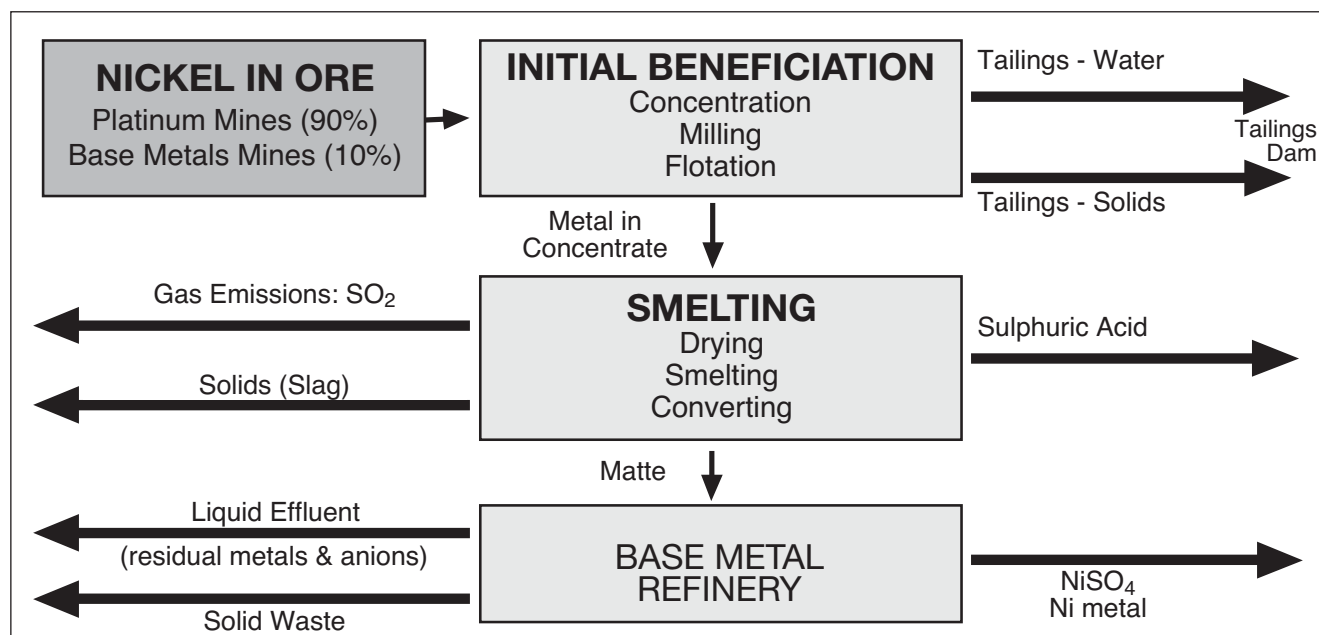 NICKEL IN ORE
Platinum Mines (90%)
Base Metals Mines (10%)
INITIAL BENEFICIATION
Concentration
Milling
Flotation
Tailings - Water
Tailings
Dam
Tailings - Solids
Metal in
Concentrate
Gas Emissions: SO₂
Solids (Slag)
SMELTING
Drying
Smelting
Converting
Sulphuric Acid
Matte
Liquid Effluent
(residual metals & anions)
Solid Waste
BASE METAL
REFINERY
NiSO₄
Ni metal